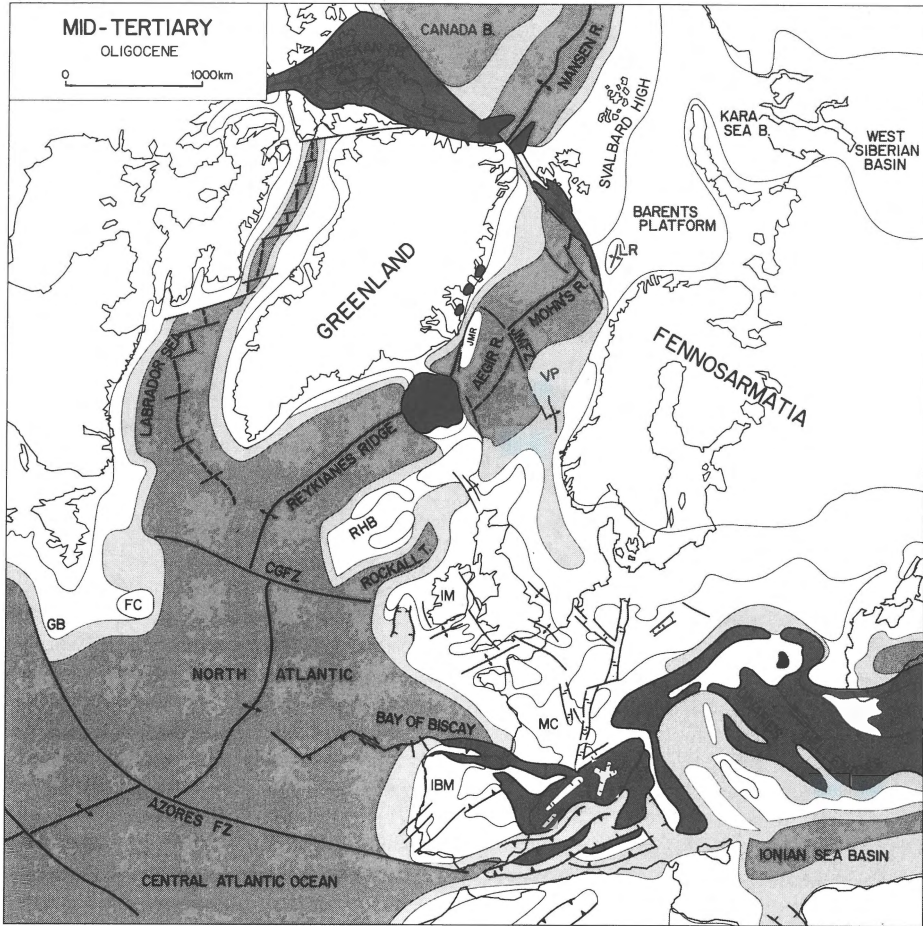 MID-TERTIARY
OLIGOCENE
0 1000km
CANADA B.
NANSEN R.
SVALBARD HIGH
KARA
SEA B.
WEST
SIBERIAN
BASIN
BARENTS
PLATFORM
LR
GREENLAND
MOHN'S R.
JMR
AEGIR R.
JMFZ
VP
FENNOSARMATIA
LABRADOR SEA
REYKIANES RIDGE
RHB
ROCKALL T.
CGFZ
IM
FC
GB
NORTH ATLANTIC
BAY OF BISCAY
MC
IBM
AZORES FZ
IONIAN SEA BASIN
CENTRAL ATLANTIC OCEAN